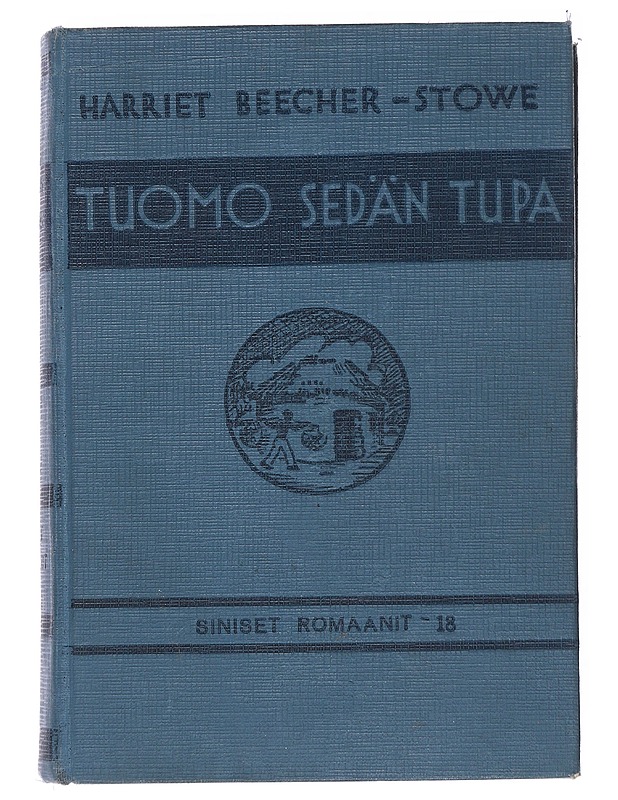 HARRIET BEECHER-STOWE
TUOMO SEDÄN TUPA
SINISET ROMAANIT - 18